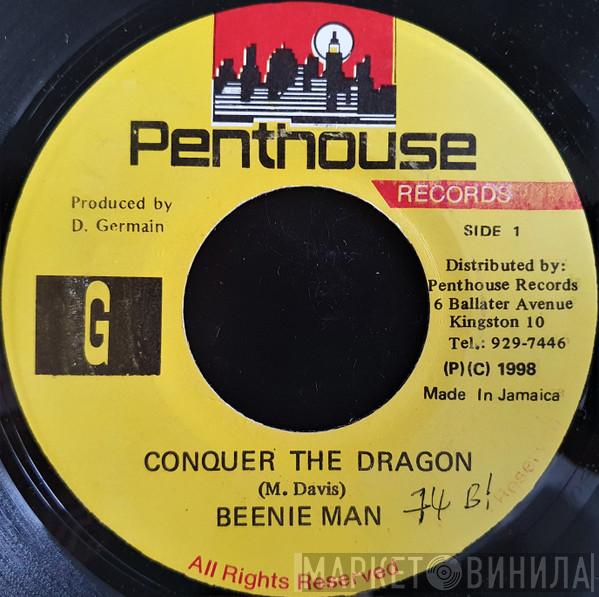 Penthouse
RECORDS
Produced by
D. Germain
SIDE 1
G
Distributed by:
Penthouse Records
6 Ballater Avenue
Kingston 10
Tel.: 929-7446
(P)(C) 1998
Made In Jamaica
CONQUER THE DRAGON
(M. Davis)
BEENIE MAN
74 B!
All Rights Reserved
МАРКЕТ ВИНИЛА